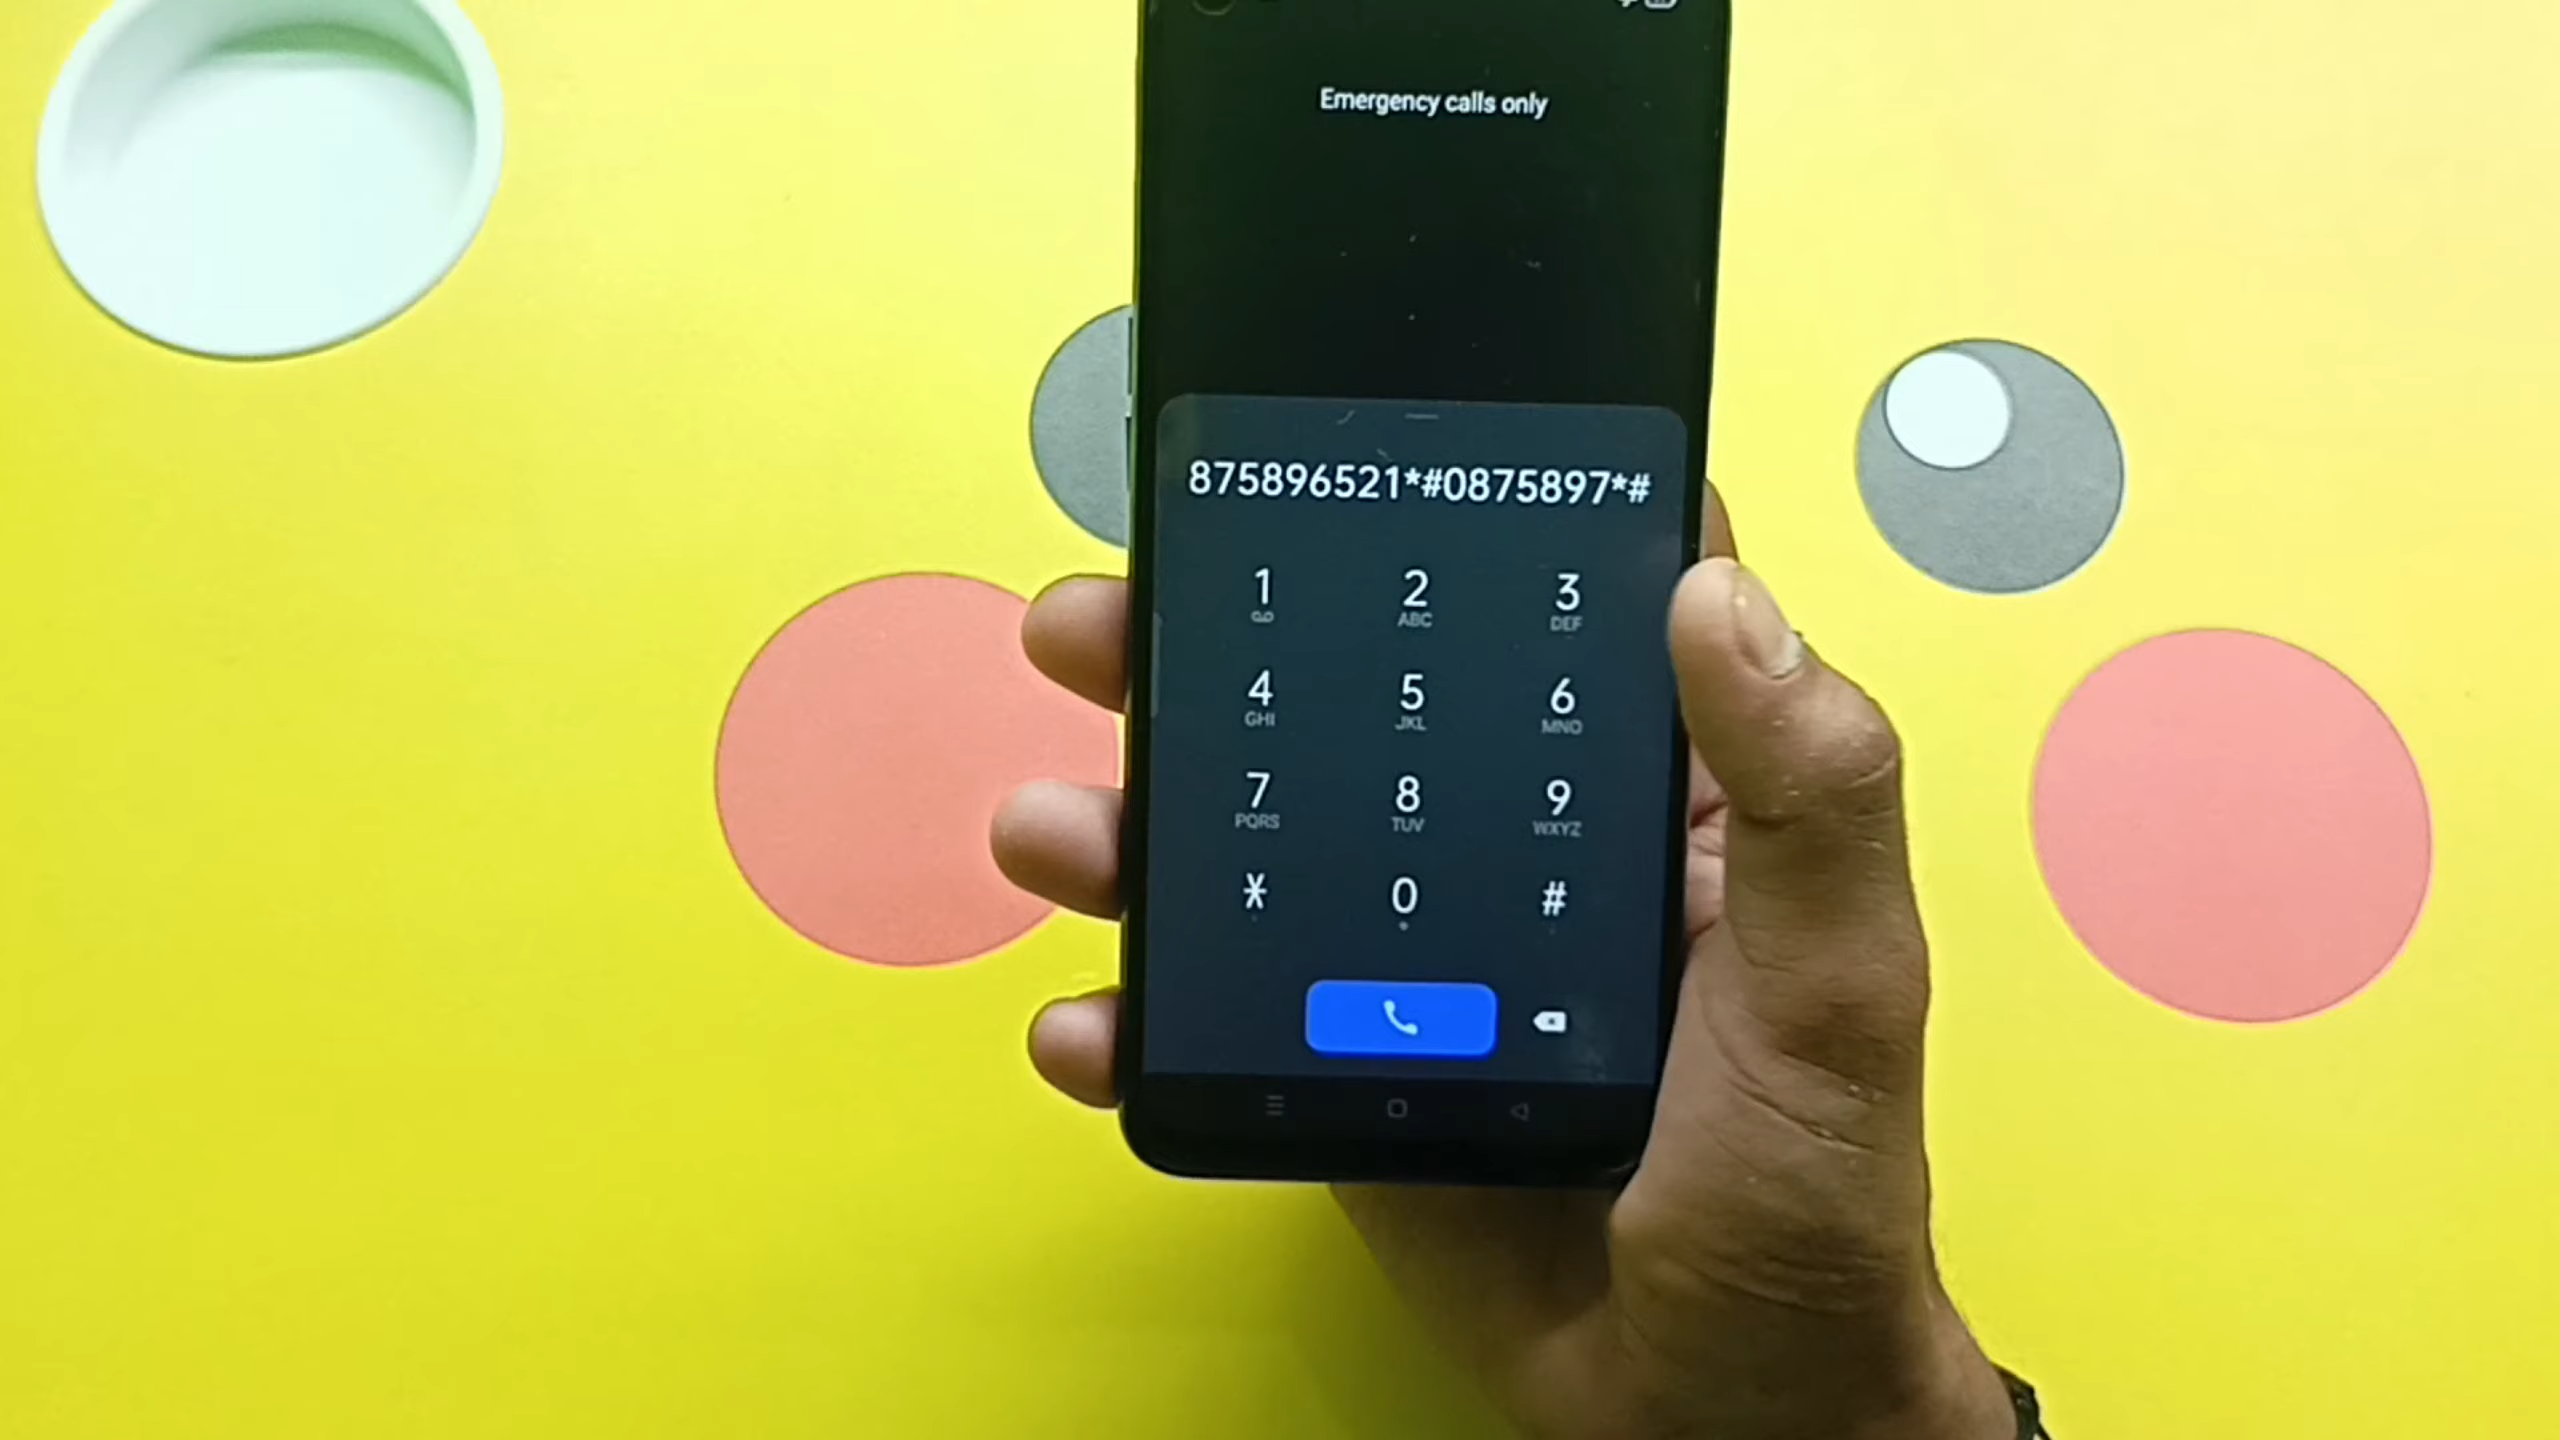 Emergency calls only
875896521*#0875897*#
1 2 3
ABC DEF
4 5 6
GHI JKL MNO
7 8 9
PQRS TUV WXYZ
* 0 #